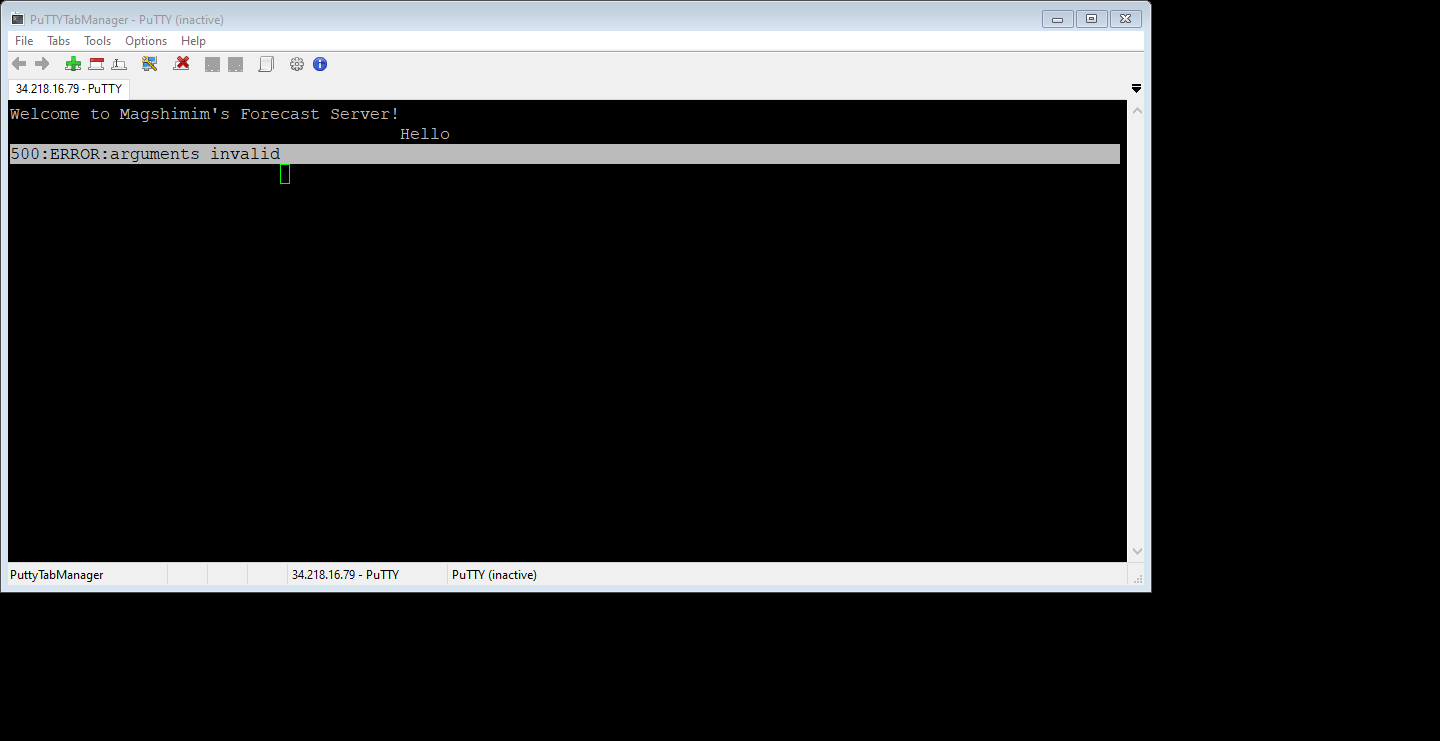 PuTTYTabManager - PuTTY (inactive)
File Tabs Tools Options Help
34.218.16.79 - PuTTY
Welcome to Magshimim's Forecast Server!
Hello
500:ERROR:arguments invalid
PuttyTabManager 34.218.16.79 - PuTTY PuTTY (inactive)